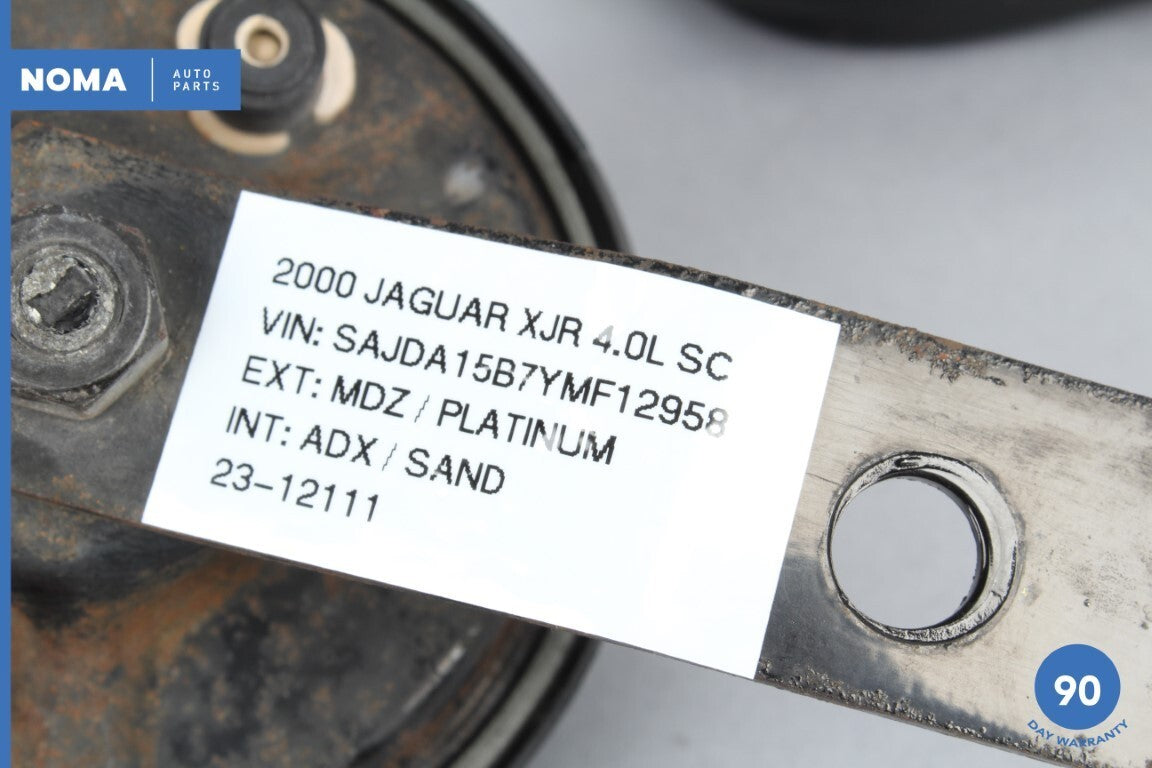 NOMA
AUTO
PARTS
2000 JAGUAR XJR 4.0L SC
VIN: SAJDA15B7YMF12958
EXT: MDZ / PLATINUM
INT: ADX / SAND
23-12111
90
DAY WARRANTY